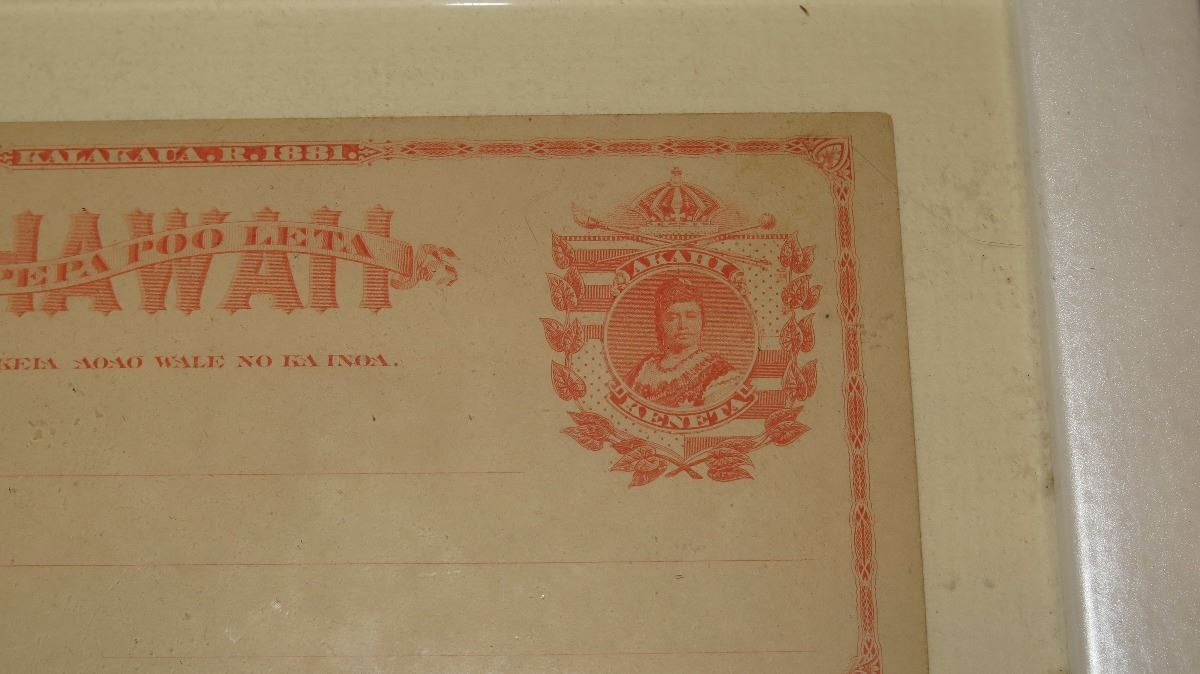 KALAKAUA.R.1881.
HAWAII
PEPA POO LETA
KEIA AOAO WALE NO KA INOA.
AKAHI
KENETA